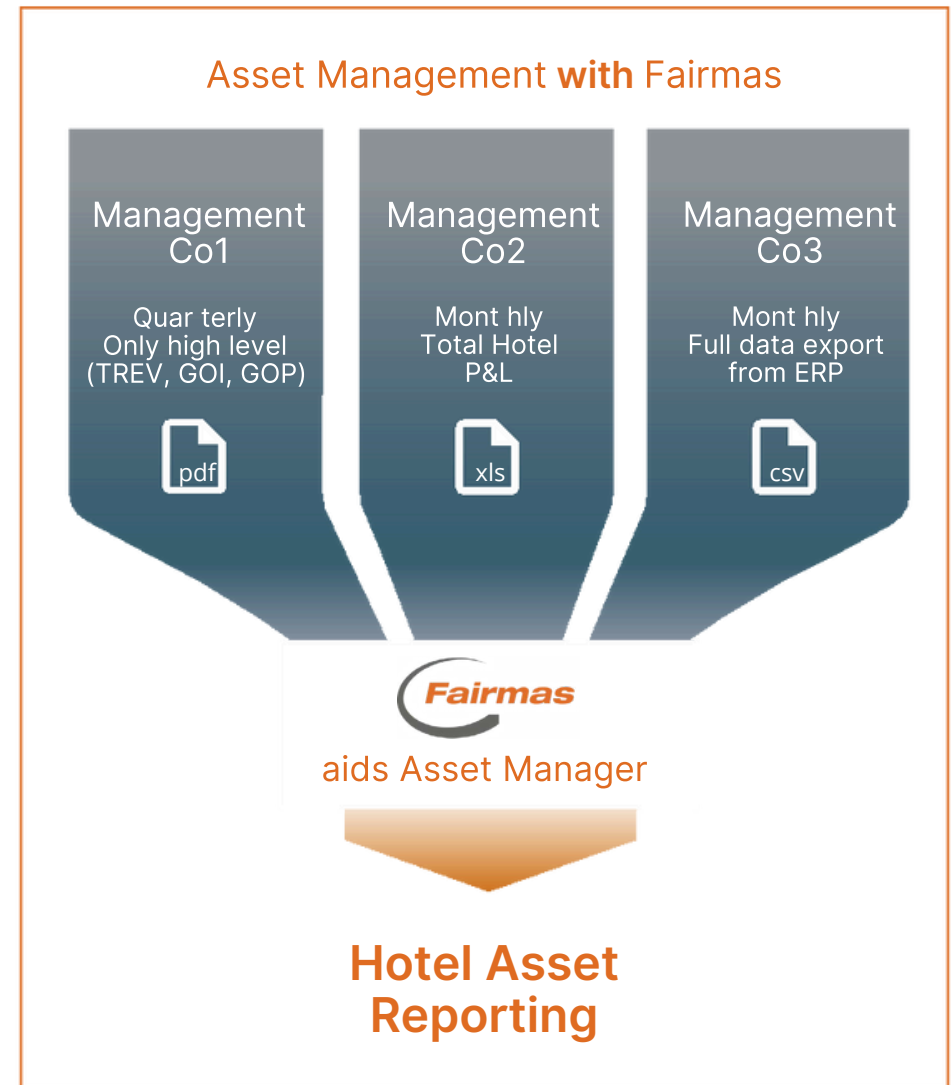 Asset Management with Fairmas
Management
Co1
Quar terly
Only high level
(TREV, GOI, GOP)
pdf
Management
Co2
Mont hly
Total Hotel
P&L
xls
Management
Co3
Mont hly
Full data export
from ERP
csv
Fairmas
aids Asset Manager
Hotel Asset
Reporting